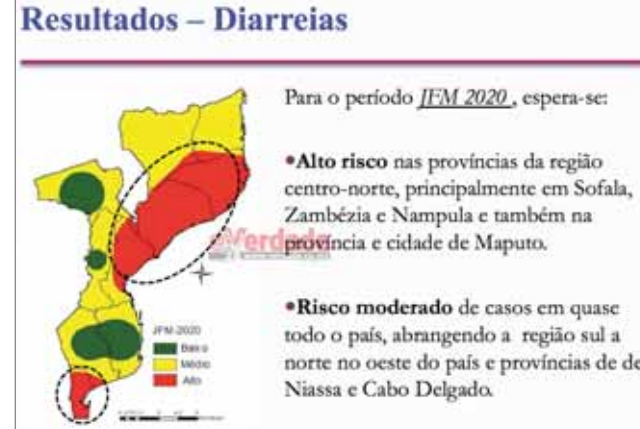 Resultados – Diarreias
Para o período JFM 2020 , espera-se:
•Alto risco nas províncias da região
centro-norte, principalmente em Sofala,
Zambézia e Nampula e também na
província e cidade de Maputo.
@Verdade
•Risco moderado de casos em quase
todo o país, abrangendo a região sul a
norte no oeste do país e províncias de de
Niassa e Cabo Delgado.
JFM-2020
Baixo
Médio
Alto